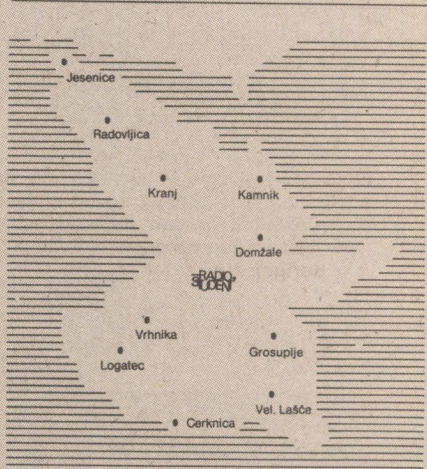 Jesenice
Radovljica
Kranj
Kamnik
Domžale
RADIO,
ŠTUDENT
Vrhnika
Grosuplje
Logatec
Vel. Lašče
Cerknica